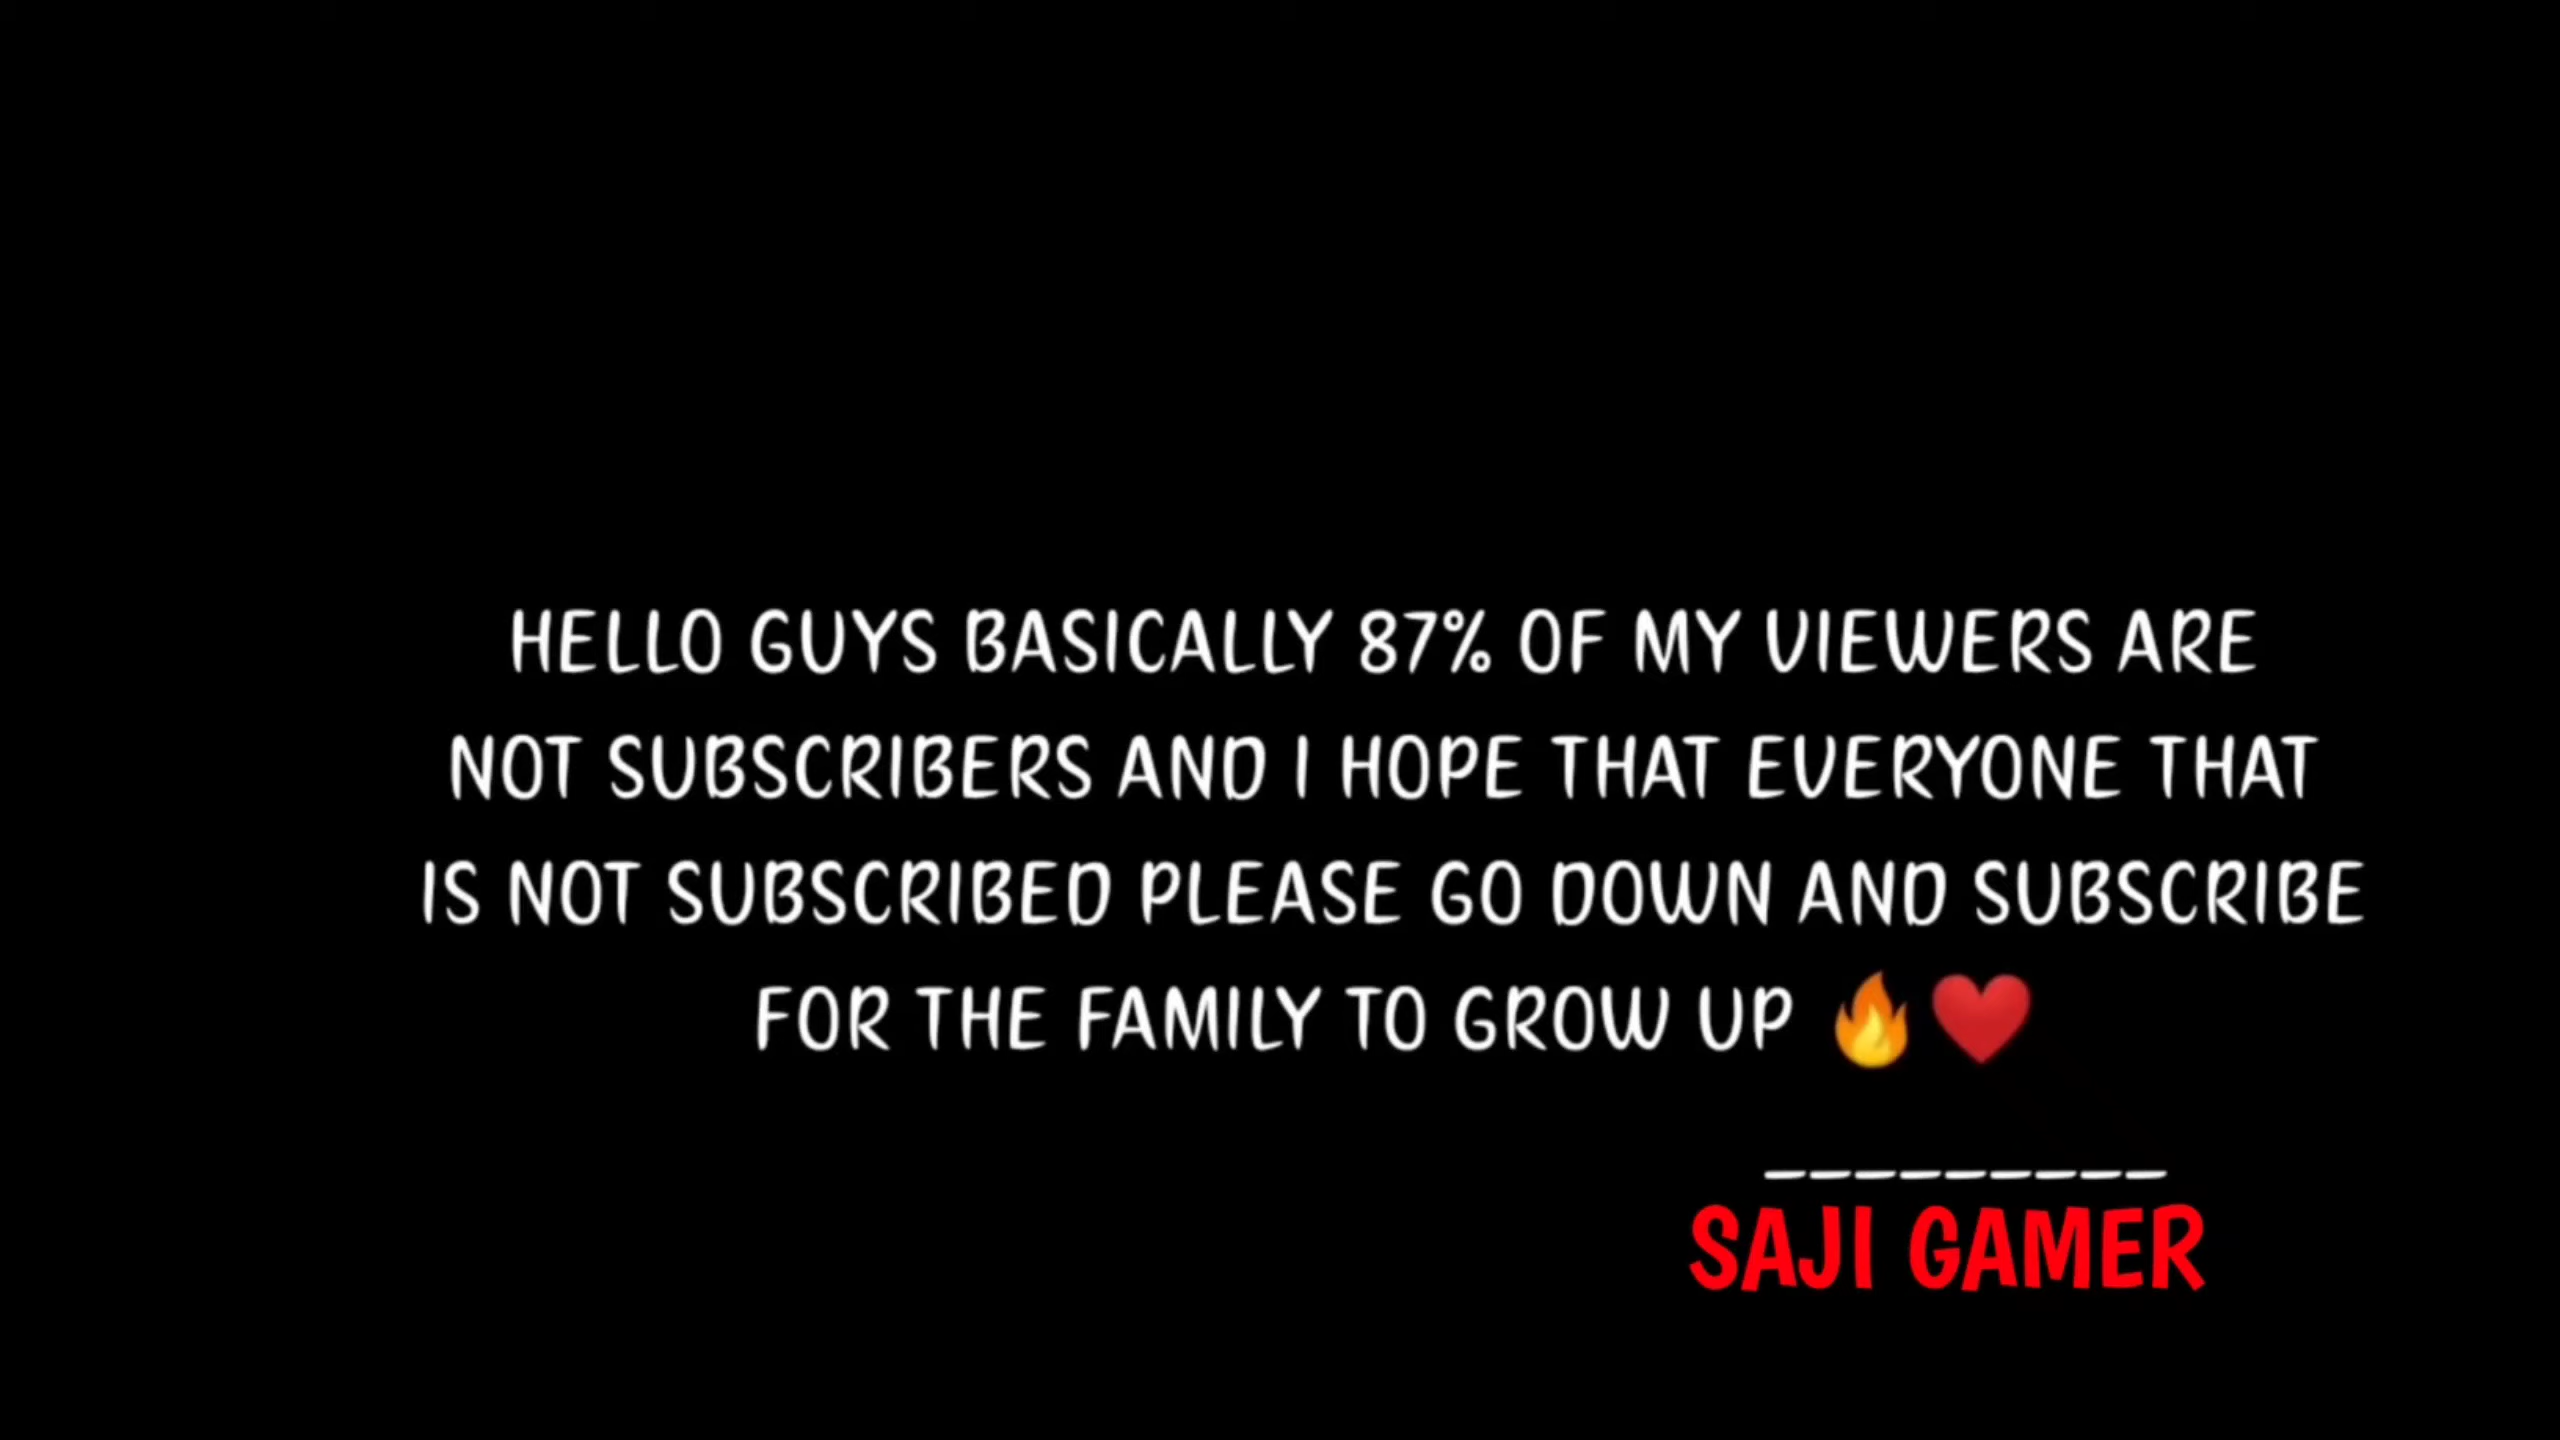 HELLO GUYS BASICALLY 87% OF MY VIEWERS ARE
NOT SUBSCRIBERS AND I HOPE THAT EVERYONE THAT
IS NOT SUBSCRIBED PLEASE GO DOWN AND SUBSCRIBE
FOR THE FAMILY TO GROW UP 🔥❤️
_________
SAJI GAMER